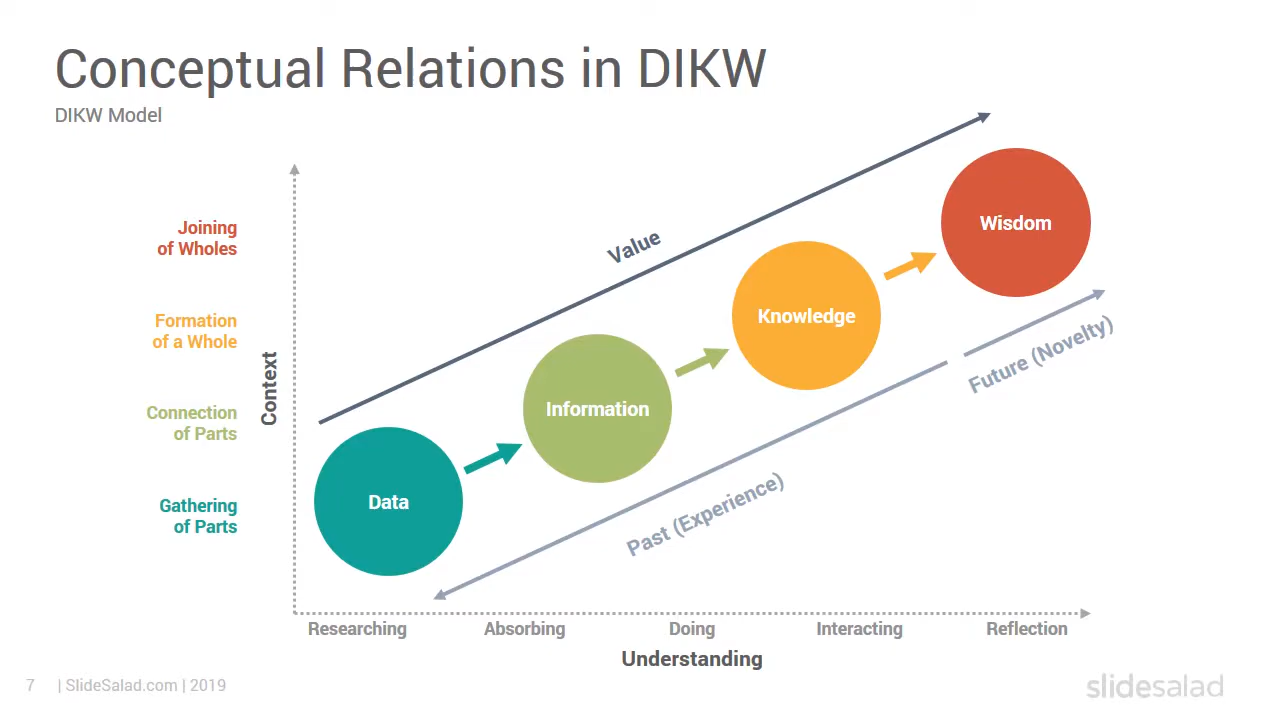 Conceptual Relations in DIKW
DIKW Model
Joining
of Wholes
Formation
of a Whole
Connection
of Parts
Gathering
of Parts
Context
Value
Wisdom
Knowledge
Information
Data
Future (Novelty)
Past (Experience)
Researching
Absorbing
Doing
Interacting
Reflection
Understanding
7 | SlideSalad.com | 2019
slidesalad